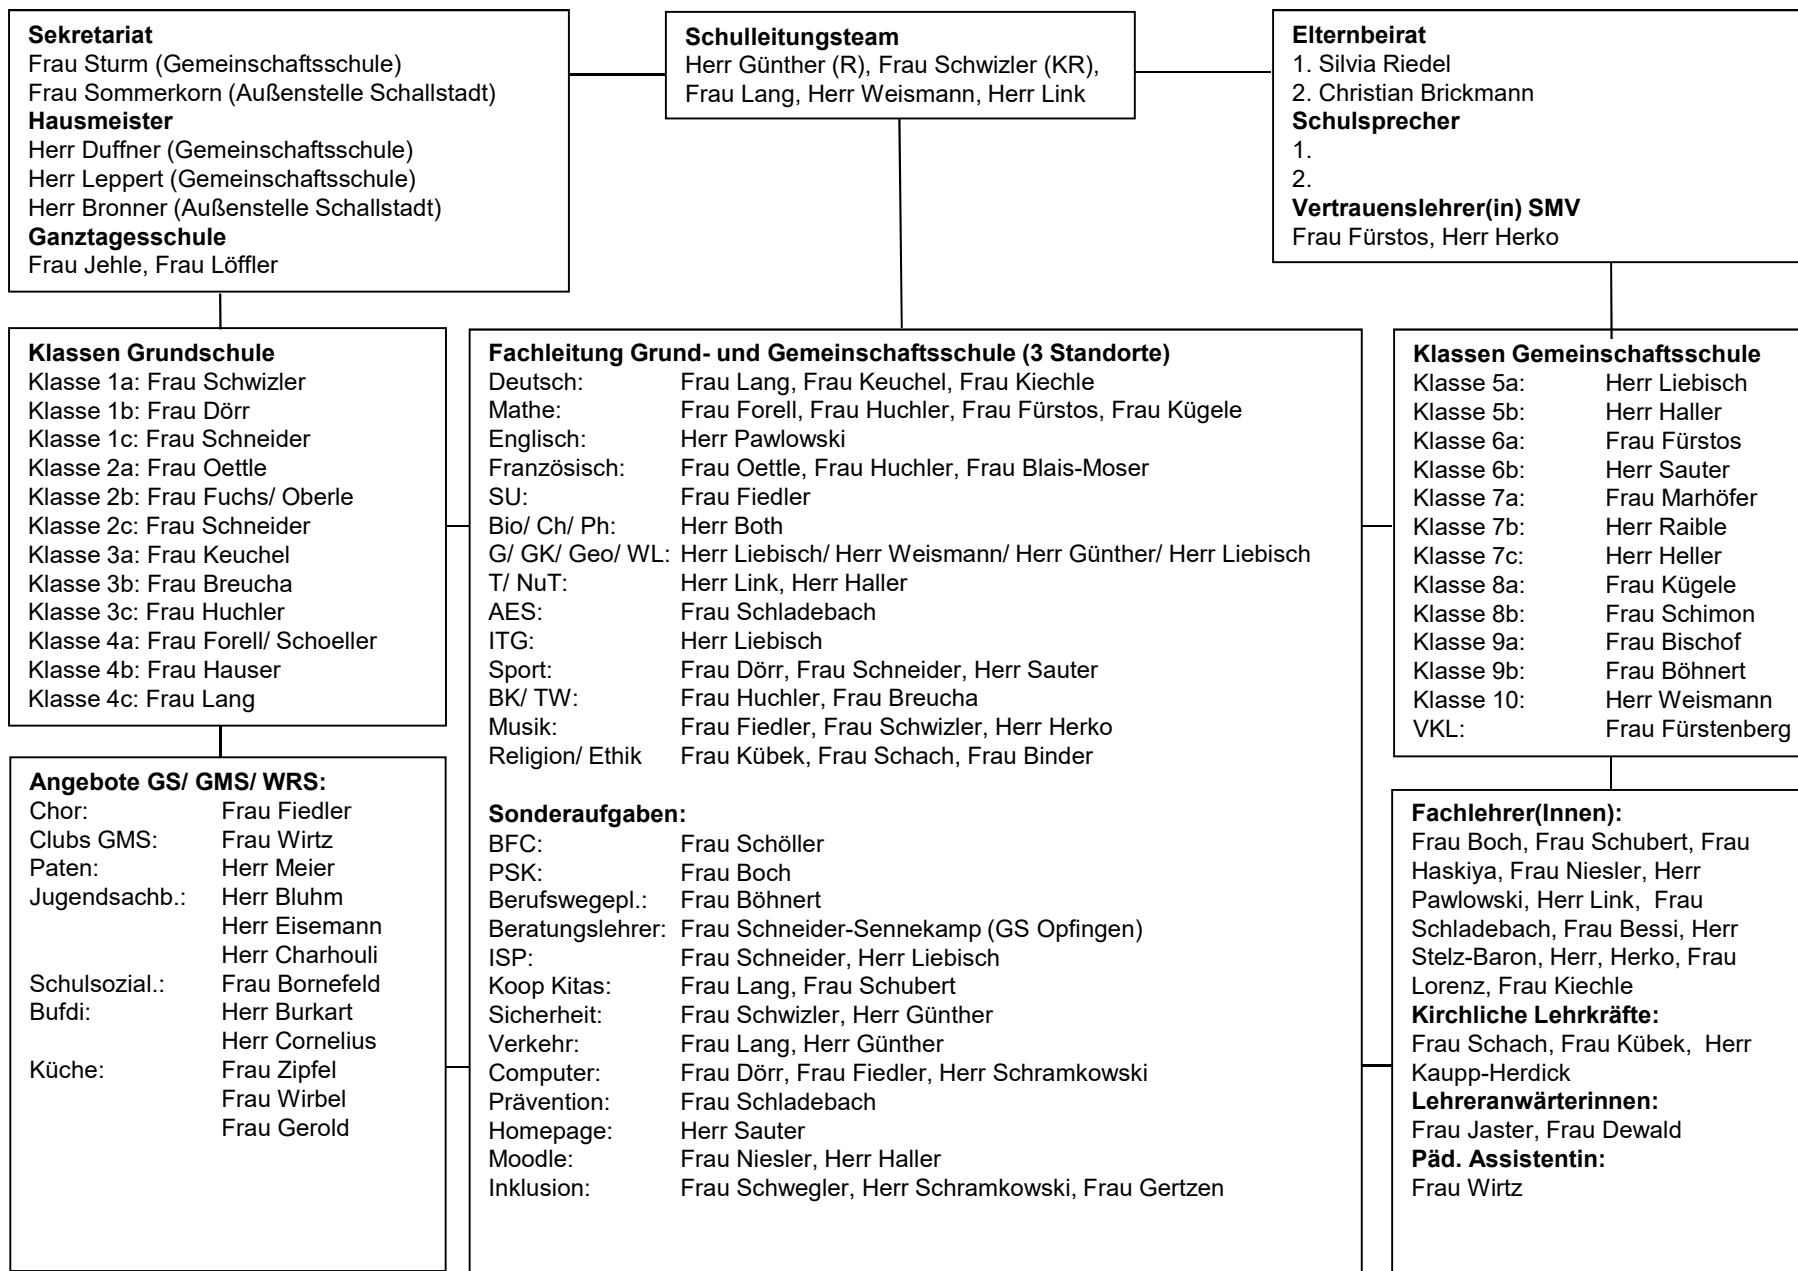 Sekretariat
Frau Sturm (Gemeinschaftsschule)
Frau Sommerkorn (Außenstelle Schallstadt)
Hausmeister
Herr Duffner (Gemeinschaftsschule)
Herr Leppert (Gemeinschaftsschule)
Herr Bronner (Außenstelle Schallstadt)
Ganztagesschule
Frau Jehle, Frau Löffler
Schulleitungsteam
Herr Günther (R), Frau Schwizler (KR),
Frau Lang, Herr Weismann, Herr Link
Elternbeirat
1. Silvia Riedel
2. Christian Brickmann
Schulsprecher
1.
2.
Vertrauenslehrer(in) SMV
Frau Fürstos, Herr Herko
Klassen Grundschule
Klasse 1a: Frau Schwizler
Klasse 1b: Frau Dörr
Klasse 1c: Frau Schneider
Klasse 2a: Frau Oettle
Klasse 2b: Frau Fuchs/ Oberle
Klasse 2c: Frau Schneider
Klasse 3a: Frau Keuchel
Klasse 3b: Frau Breucha
Klasse 3c: Frau Huchler
Klasse 4a: Frau Forell/ Schoeller
Klasse 4b: Frau Hauser
Klasse 4c: Frau Lang
Fachleitung Grund- und Gemeinschaftsschule (3 Standorte)
Deutsch: Frau Lang, Frau Keuchel, Frau Kiechle
Mathe: Frau Forell, Frau Huchler, Frau Fürstos, Frau Kügele
Englisch: Herr Pawlowski
Französisch: Frau Oettle, Frau Huchler, Frau Blais-Moser
SU: Frau Fiedler
Bio/ Ch/ Ph: Herr Both
G/ GK/ Geo/ WL: Herr Liebisch/ Herr Weismann/ Herr Günther/ Herr Liebisch
T/ NuT: Herr Link, Herr Haller
AES: Frau Schladebach
ITG: Herr Liebisch
Sport: Frau Dörr, Frau Schneider, Herr Sauter
BK/ TW: Frau Huchler, Frau Breucha
Musik: Frau Fiedler, Frau Schwizler, Herr Herko
Religion/ Ethik Frau Kübek, Frau Schach, Frau Binder
Sonderaufgaben:
BFC: Frau Schöller
PSK: Frau Boch
Berufswegepl.: Frau Böhnert
Beratungslehrer: Frau Schneider-Sennekamp (GS Opfingen)
ISP: Frau Schneider, Herr Liebisch
Koop Kitas: Frau Lang, Frau Schubert
Sicherheit: Frau Schwizler, Herr Günther
Verkehr: Frau Lang, Herr Günther
Computer: Frau Dörr, Frau Fiedler, Herr Schramkowski
Prävention: Frau Schladebach
Homepage: Herr Sauter
Moodle: Frau Niesler, Herr Haller
Inklusion: Frau Schwegler, Herr Schramkowski, Frau Gertzen
Klassen Gemeinschaftsschule
Klasse 5a: Herr Liebisch
Klasse 5b: Herr Haller
Klasse 6a: Frau Fürstos
Klasse 6b: Herr Sauter
Klasse 7a: Frau Marhöfer
Klasse 7b: Herr Raible
Klasse 7c: Herr Heller
Klasse 8a: Frau Kügele
Klasse 8b: Frau Schimon
Klasse 9a: Frau Bischof
Klasse 9b: Frau Böhnert
Klasse 10: Herr Weismann
VKL: Frau Fürstenberg
Angebote GS/ GMS/ WRS:
Chor: Frau Fiedler
Clubs GMS: Frau Wirtz
Paten: Herr Meier
Jugendsachb.: Herr Bluhm
Herr Eisemann
Herr Charhouli
Schulsozial.: Frau Bornefeld
Bufdi: Herr Burkart
Herr Cornelius
Küche: Frau Zipfel
Frau Wirbel
Frau Gerold
Fachlehrer(Innen):
Frau Boch, Frau Schubert, Frau
Haskiya, Frau Niesler, Herr
Pawlowski, Herr Link, Frau
Schladebach, Frau Bessi, Herr
Stelz-Baron, Herr, Herko, Frau
Lorenz, Frau Kiechle
Kirchliche Lehrkräfte:
Frau Schach, Frau Kübek, Herr
Kaupp-Herdick
Lehreranwärterinnen:
Frau Jaster, Frau Dewald
Päd. Assistentin:
Frau Wirtz